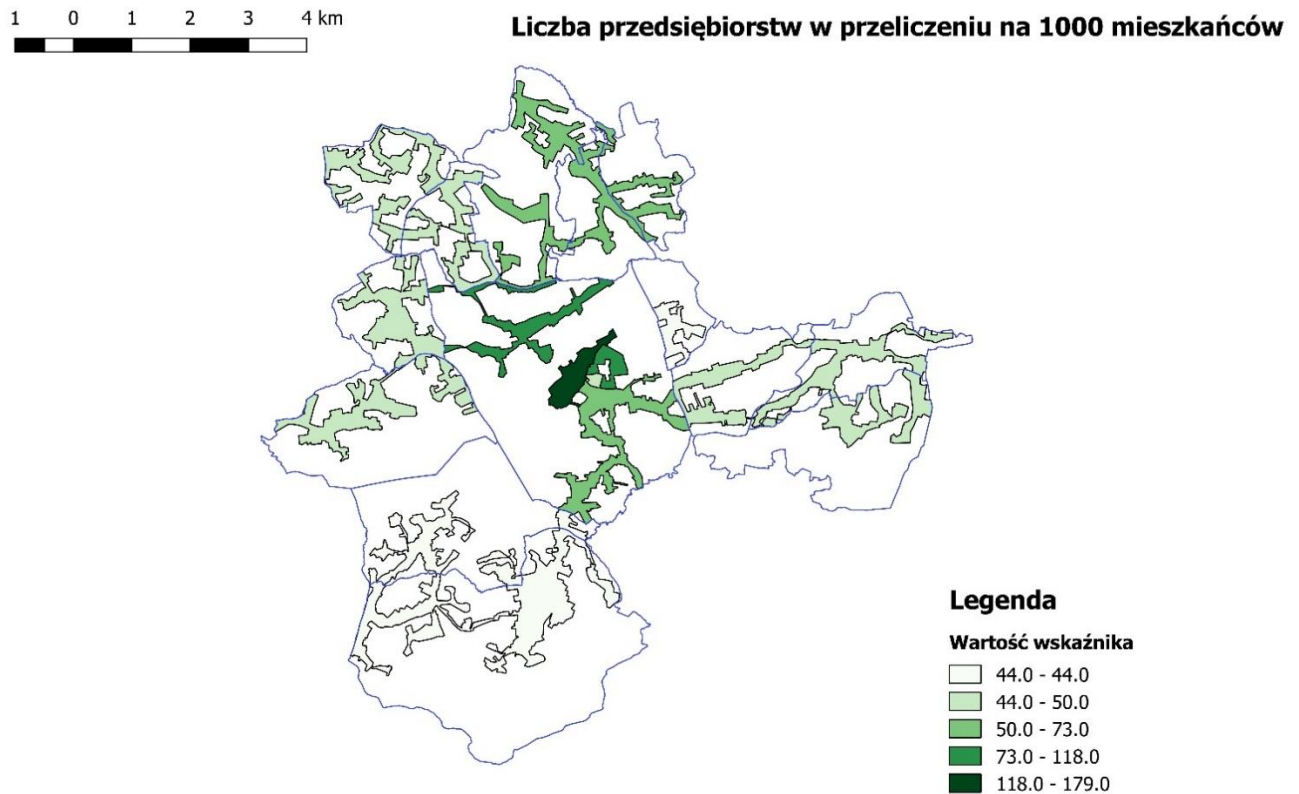 1 0 1 2 3 4 km
Liczba przedsiębiorstw w przeliczeniu na 1000 mieszkańców
Legenda
Wartość wskaźnika
44.0 - 44.0
44.0 - 50.0
50.0 - 73.0
73.0 - 118.0
118.0 - 179.0